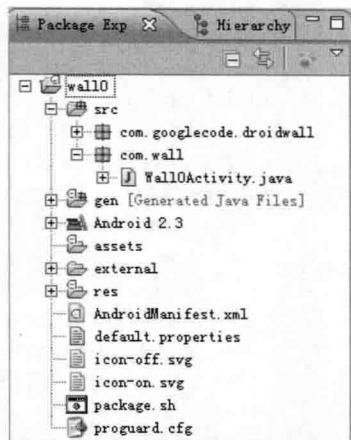 Package Exp
Hierarchy
wall0
src
com.googlecode.droidwall
com.wall
Wall0Activity.java
gen [Generated Java Files]
Android 2.3
assets
external
res
AndroidManifest.xml
default.properties
icon-off.svg
icon-on.svg
package.sh
proguard.cfg